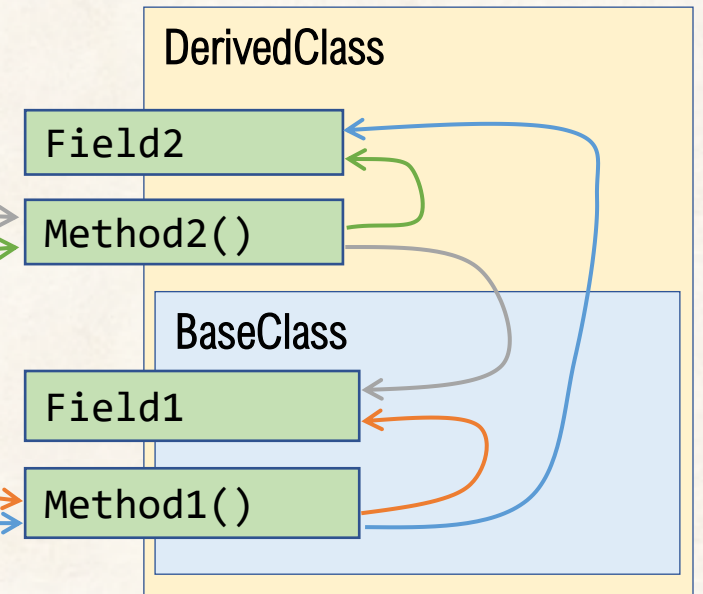 DerivedClass
Field2
Method2()
BaseClass
Field1
Method1()